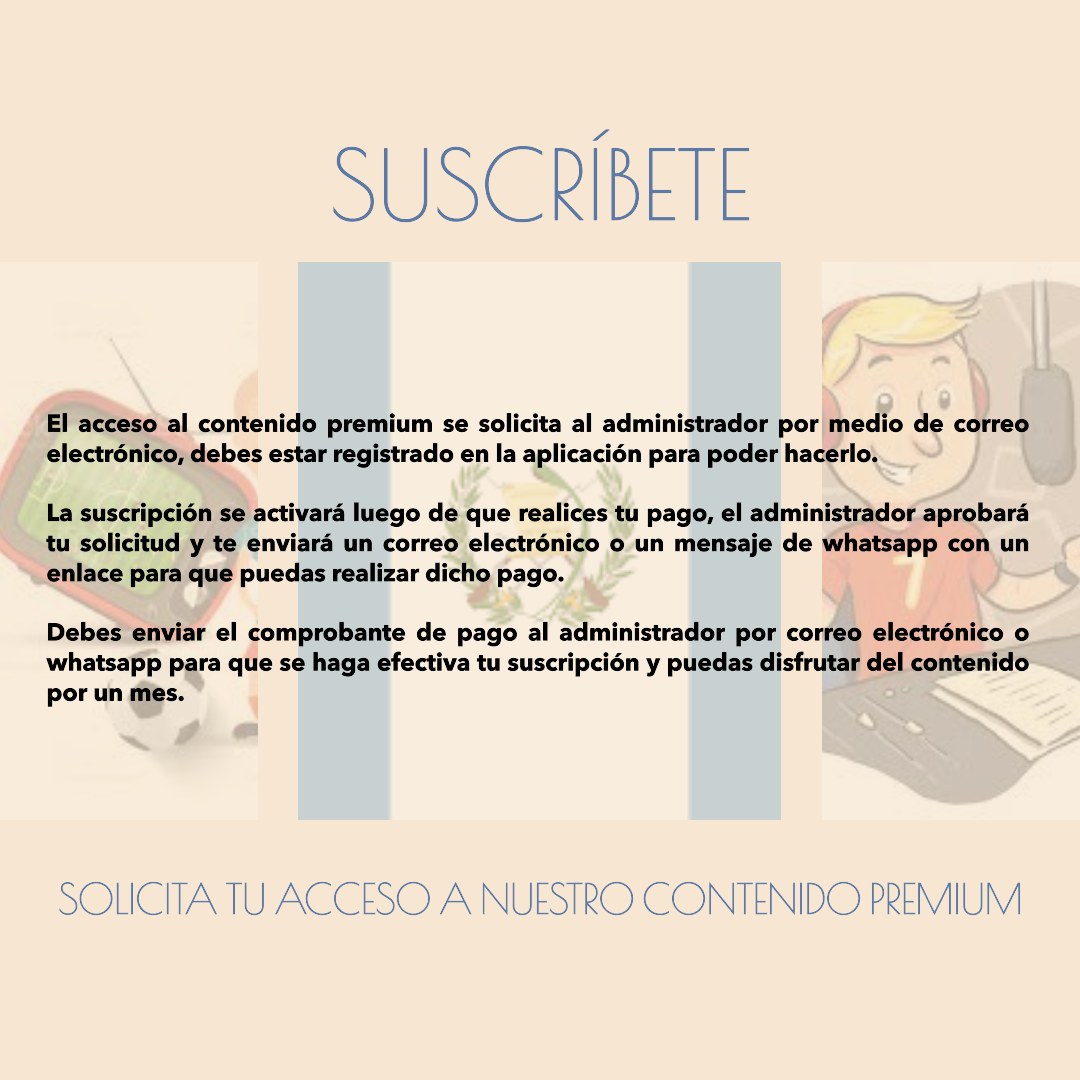 SUSCRÍBETE
El acceso al contenido premium se solicita al administrador por medio de correo
electrónico, debes estar registrado en la aplicación para poder hacerlo.
La suscripción se activará luego de que realices tu pago, el administrador aprobará
tu solicitud y te enviará un correo electrónico o un mensaje de whatsapp con un
enlace para que puedas realizar dicho pago.
Debes enviar el comprobante de pago al administrador por correo electrónico o
whatsapp para que se haga efectiva tu suscripción y puedas disfrutar del contenido
por un mes.
7
SOLICITA TU ACCESO A NUESTRO CONTENIDO PREMIUM